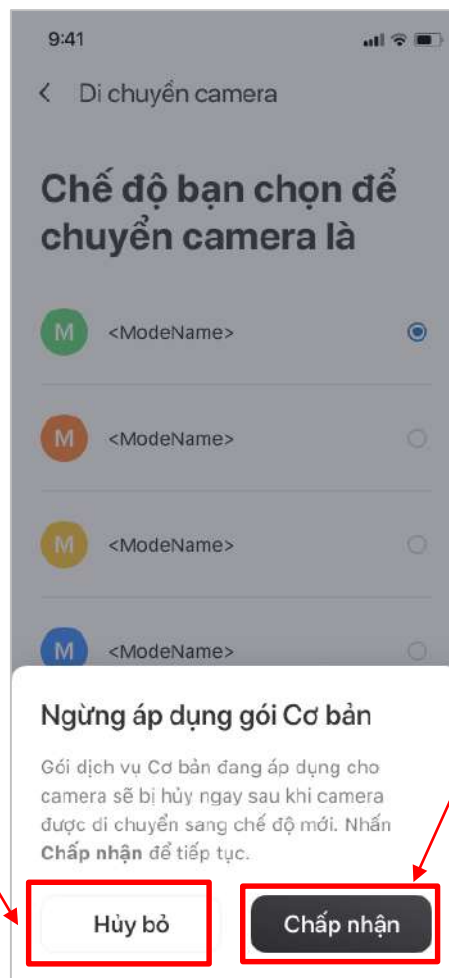 9:41
Di chuyển camera
Chế độ bạn chọn để
chuyển camera là
M <ModeName>
M <ModeName>
M <ModeName>
M <ModeName>
Ngừng áp dụng gói Cơ bản
Gói dịch vụ Cơ bản đang áp dụng cho
camera sẽ bị hủy ngay sau khi camera
được di chuyển sang chế độ mới. Nhấn
Chấp nhận để tiếp tục.
Hủy bỏ Chấp nhận